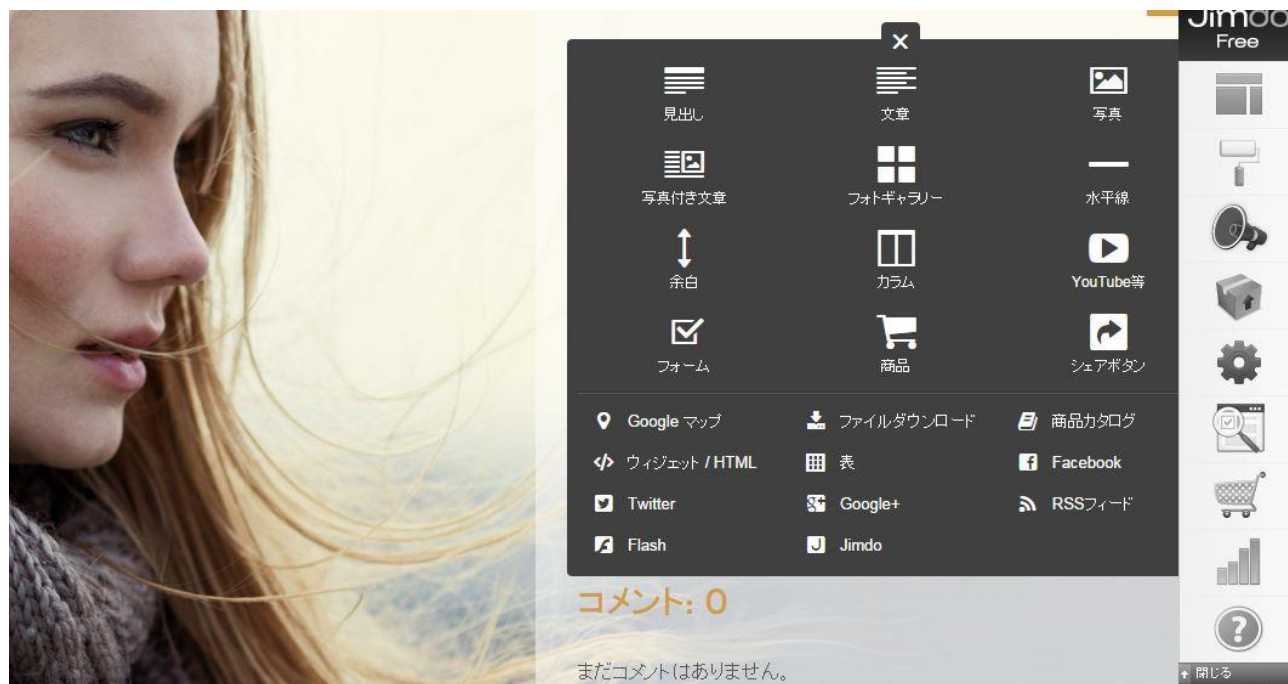 Jimdo
Free
見出し 文章 写真
写真付き文章 フォトギャラリー 水平線
余白 カラム YouTube等
フォーム 商品 シェアボタン
Google マップ ファイルダウンロード 商品カタログ
ウィジェット / HTML 表 Facebook
Twitter Google+ RSSフィード
Flash Jimdo
コメント: 0
まだコメントはありません。
閉じる